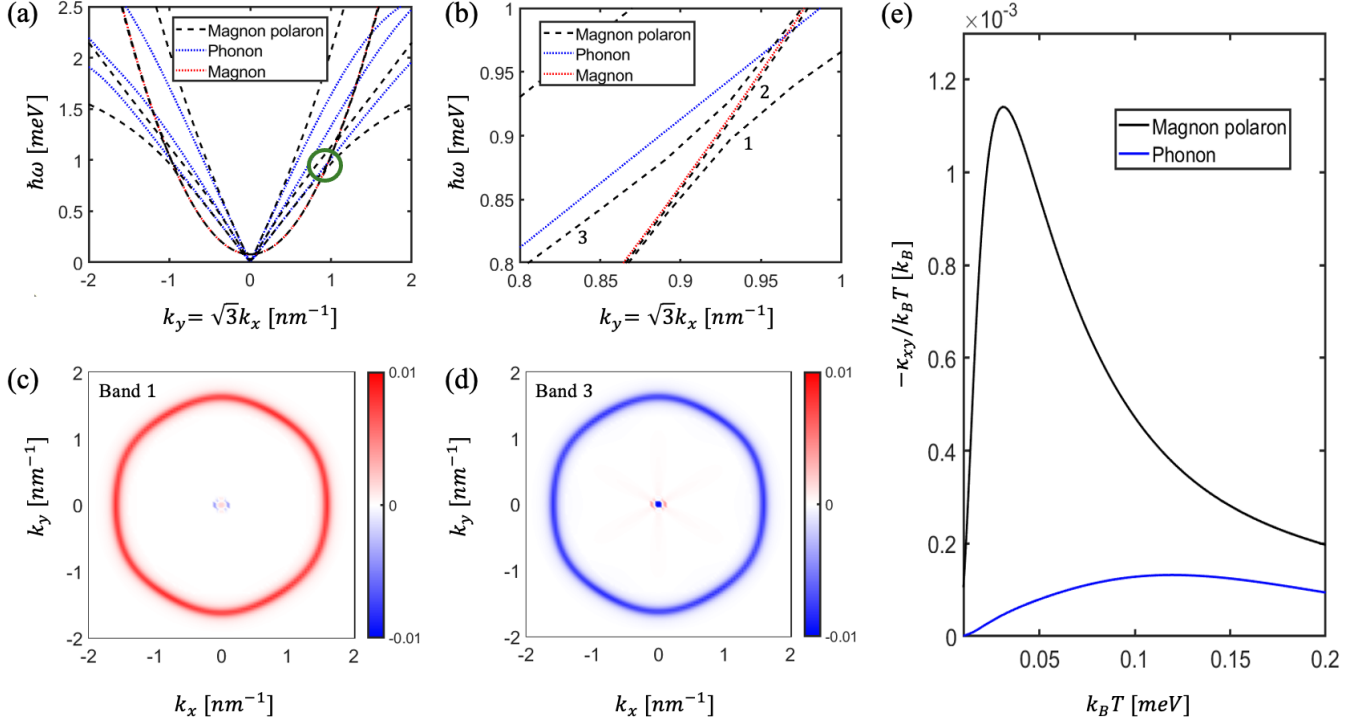 (a)
2.5
2
1.5
1
0.5
0
-2
-1
0
1
2
ħω [meV]
k_y = √3k_x [nm⁻¹]
Magnon polaron
Phonon
Magnon
(b)
1
0.95
0.9
0.85
0.8
0.8
0.85
0.9
0.95
1
ħω [meV]
k_y = √3k_x [nm⁻¹]
Magnon polaron
Phonon
Magnon
2
1
3
(c)
Band 1
2
1
0
-1
-2
-2
-1
0
1
2
k_y [nm⁻¹]
k_x [nm⁻¹]
0.01
0
-0.01
(d)
Band 3
2
1
0
-1
-2
-2
-1
0
1
2
k_y [nm⁻¹]
k_x [nm⁻¹]
0.01
0
-0.01
(e)
×10⁻³
1.2
1
0.8
0.6
0.4
0.2
0
0.05
0.1
0.15
0.2
-κ_xy/k_BT [k_B]
k_BT [meV]
Magnon polaron
Phonon